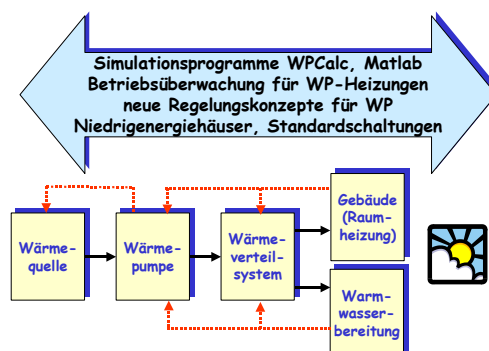 Simulationsprogramme WPCalc, Matlab
Betriebsüberwachung für WP-Heizungen
neue Regelungskonzepte für WP
Niedrigenergiehäuser, Standardschaltungen
Wärme-
quelle
Wärme-
pumpe
Wärme-
verteil-
system
Gebäude
(Raum-
heizung)
Warm-
wasser-
bereitung